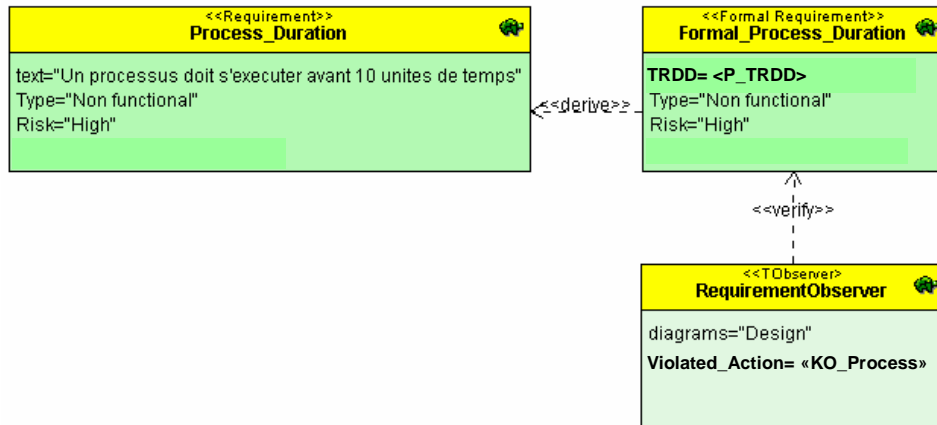 <<Requirement>>
Process_Duration
text="Un processus doit s'executer avant 10 unites de temps"
Type="Non functional"
Risk="High"
<<derive>>
<<Formal Requirement>>
Formal_Process_Duration
TRDD= <P_TRDD>
Type="Non functional"
Risk="High"
<<verify>>
<<TObserver>
RequirementObserver
diagrams="Design"
Violated_Action= «KO_Process»